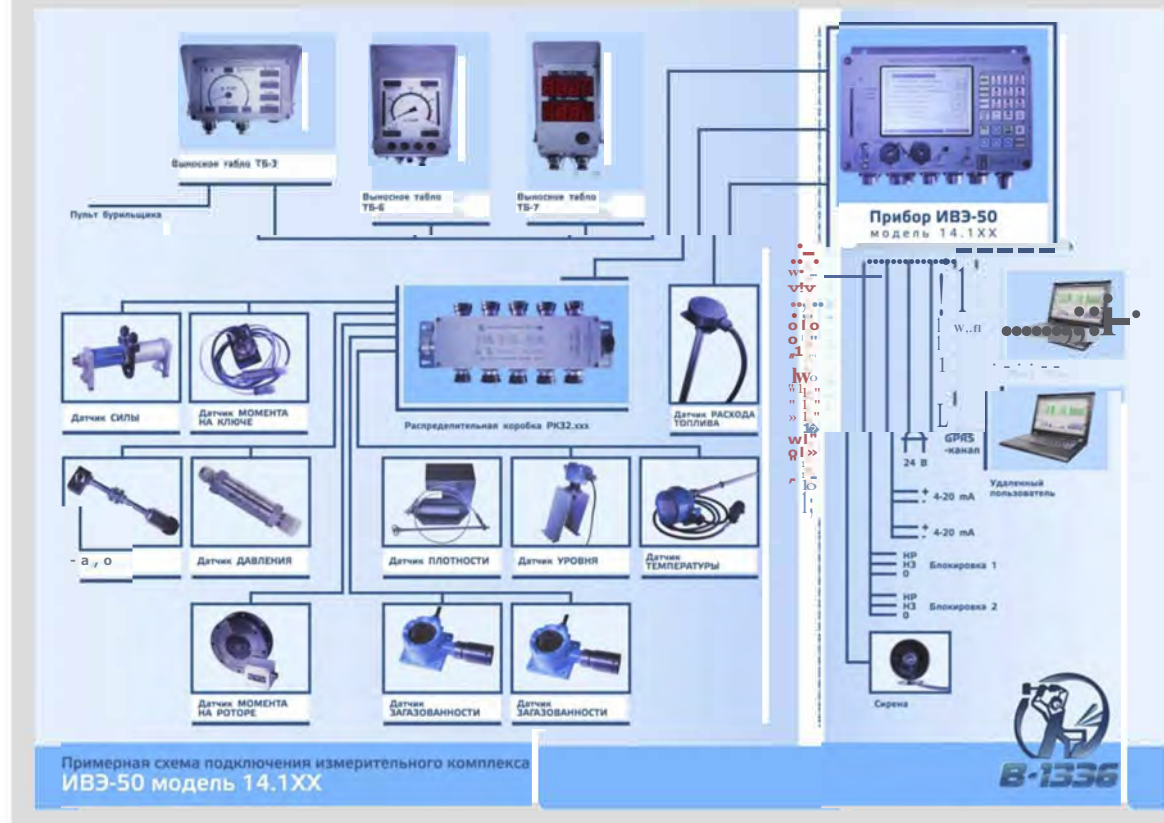 Выносное табло ТБ-3
Выносное табло
ТБ-6
Выносное табло
ТБ-7
Пульт бурильщика
Прибор ИВЭ-50
модель 14.1XX
Датчик СИЛЫ
Датчик МОМЕНТА
НА КЛЮЧЕ
Распределительная коробка РК32.xxx
Датчик РАСХОДА
ТОПЛИВА
Датчик ДАВЛЕНИЯ
Датчик ПЛОТНОСТИ
Датчик УРОВНЯ
Датчик
ТЕМПЕРАТУРЫ
Датчик МОМЕНТА
НА РОТОРЕ
Датчик
ЗАГАЗОВАННОСТИ
Датчик
ЗАГАЗОВАННОСТИ
GPRS
-канал
24 В
Удаленный
пользователь
+
-
4-20 mA
+
-
4-20 mA
НР
НЗ
0
Блокировка 1
НР
НЗ
0
Блокировка 2
Сирена
Примерная схема подключения измерительного комплекса
ИВЭ-50 модель 14.1XX
В-1336